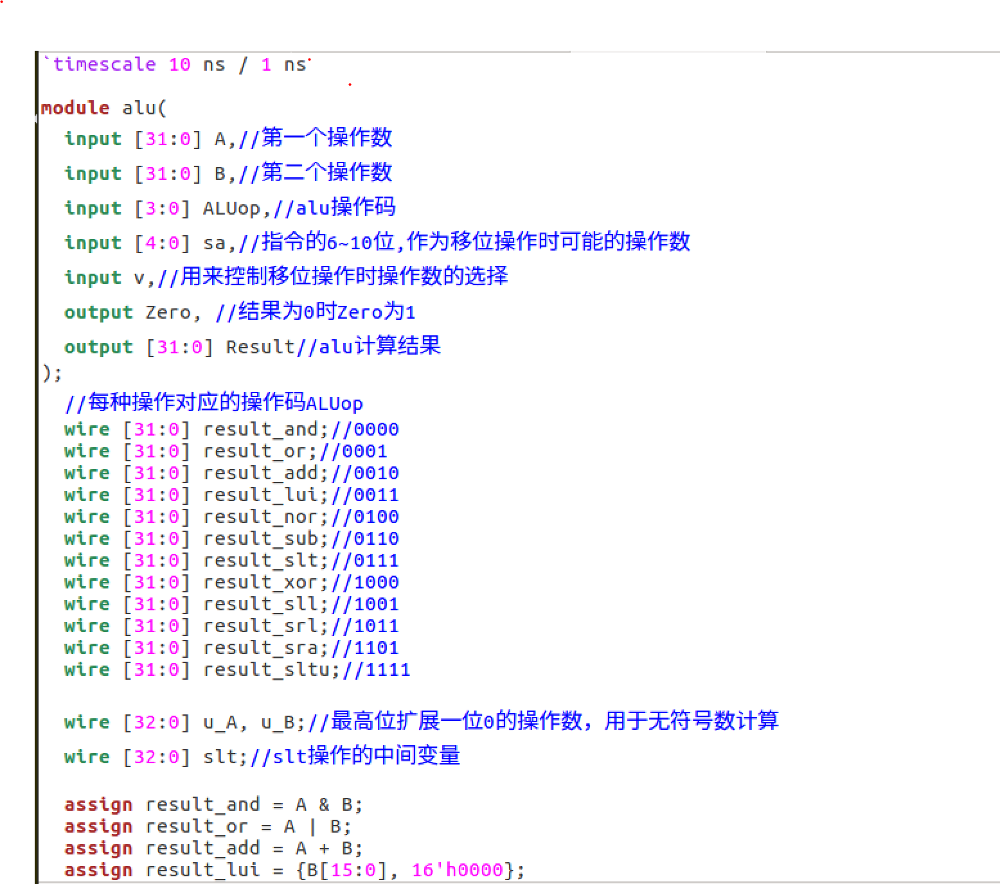 `timescale 10 ns / 1 ns
module alu(
input [31:0] A,//第一个操作数
input [31:0] B,//第二个操作数
input [3:0] ALUop,//alu操作码
input [4:0] sa,//指令的6~10位,作为移位操作时可能的操作数
input v,//用来控制移位操作时操作数的选择
output Zero, //结果为0时Zero为1
output [31:0] Result//alu计算结果
);
//每种操作对应的操作码ALUop
wire [31:0] result_and;//0000
wire [31:0] result_or;//0001
wire [31:0] result_add;//0010
wire [31:0] result_lui;//0011
wire [31:0] result_nor;//0100
wire [31:0] result_sub;//0110
wire [31:0] result_slt;//0111
wire [31:0] result_xor;//1000
wire [31:0] result_sll;//1001
wire [31:0] result_srl;//1011
wire [31:0] result_sra;//1101
wire [31:0] result_sltu;//1111
wire [32:0] u_A, u_B;//最高位扩展一位0的操作数，用于无符号数计算
wire [32:0] slt;//slt操作的中间变量
assign result_and = A & B;
assign result_or = A | B;
assign result_add = A + B;
assign result_lui = {B[15:0], 16'h0000};